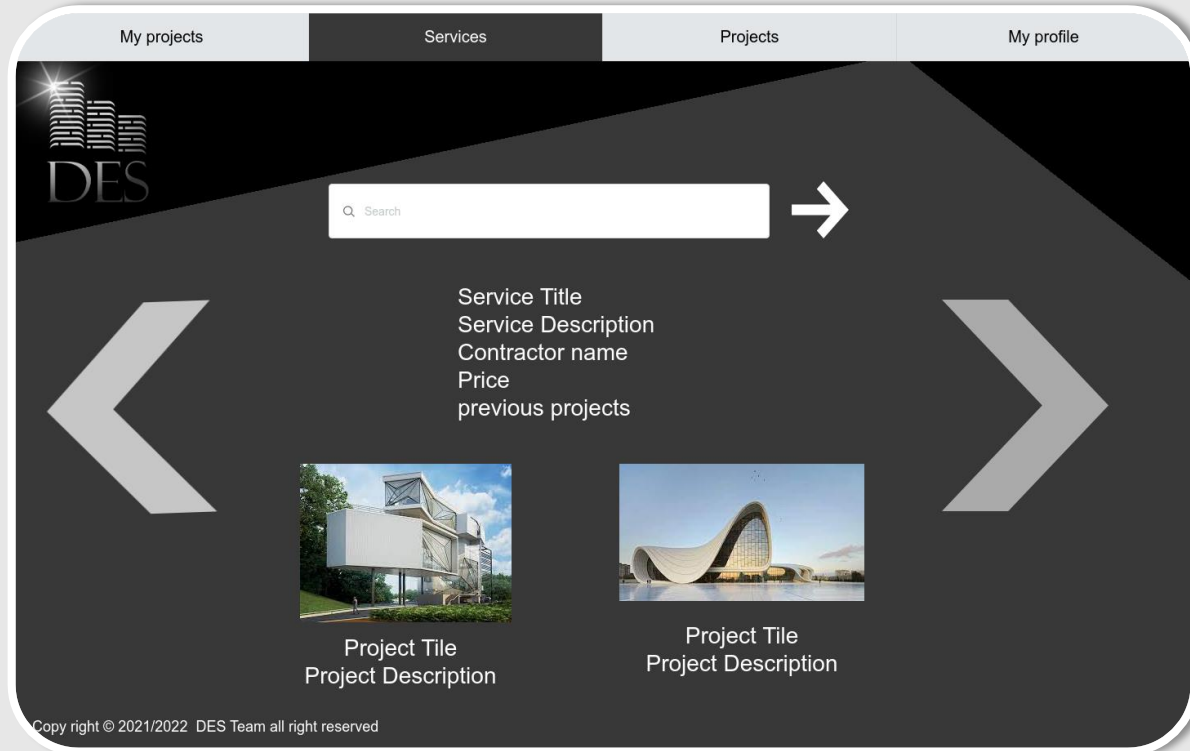 My projects
Services
Projects
My profile
DES
Search
Service Title
Service Description
Contractor name
Price
previous projects
Project Tile
Project Description
Project Tile
Project Description
Copy right © 2021/2022 DES Team all right reserved